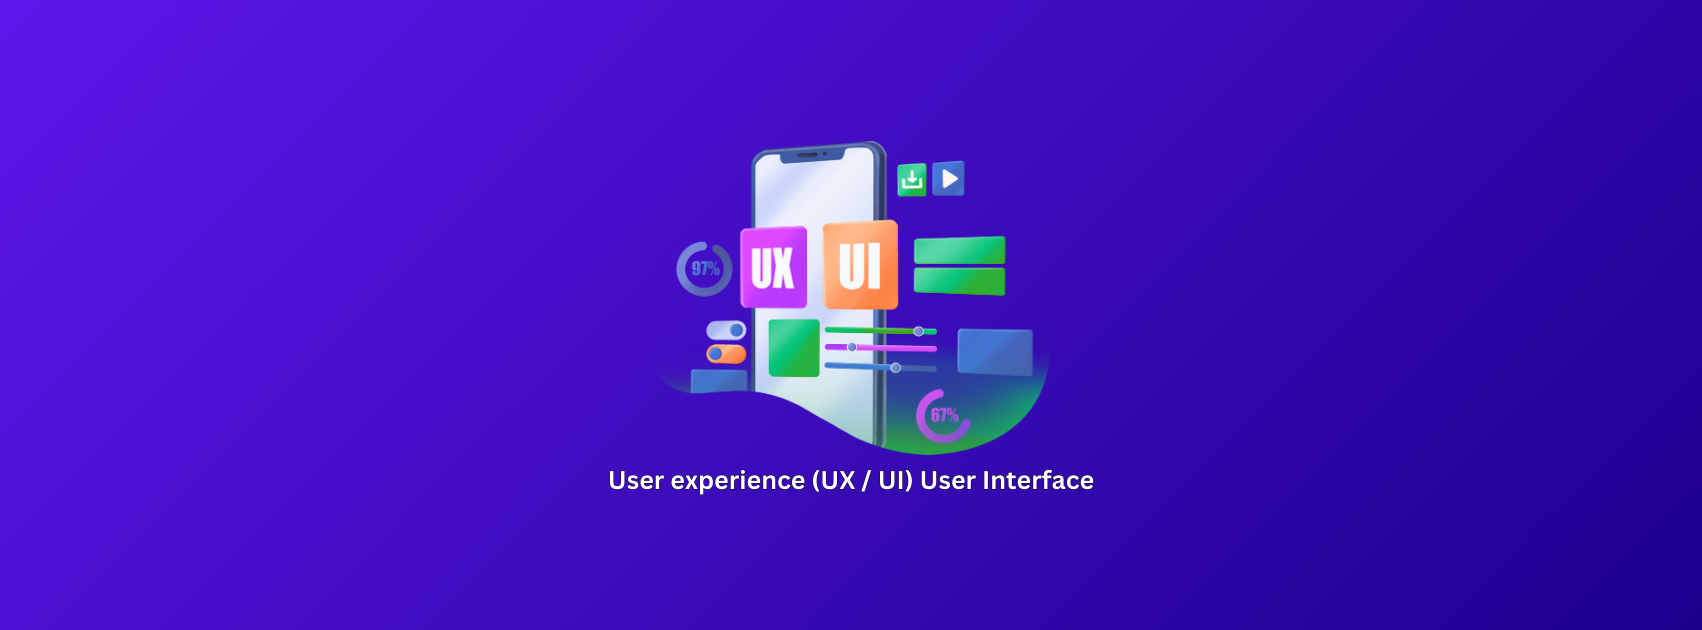 UX UI
97%
67%
User experience (UX / UI) User Interface